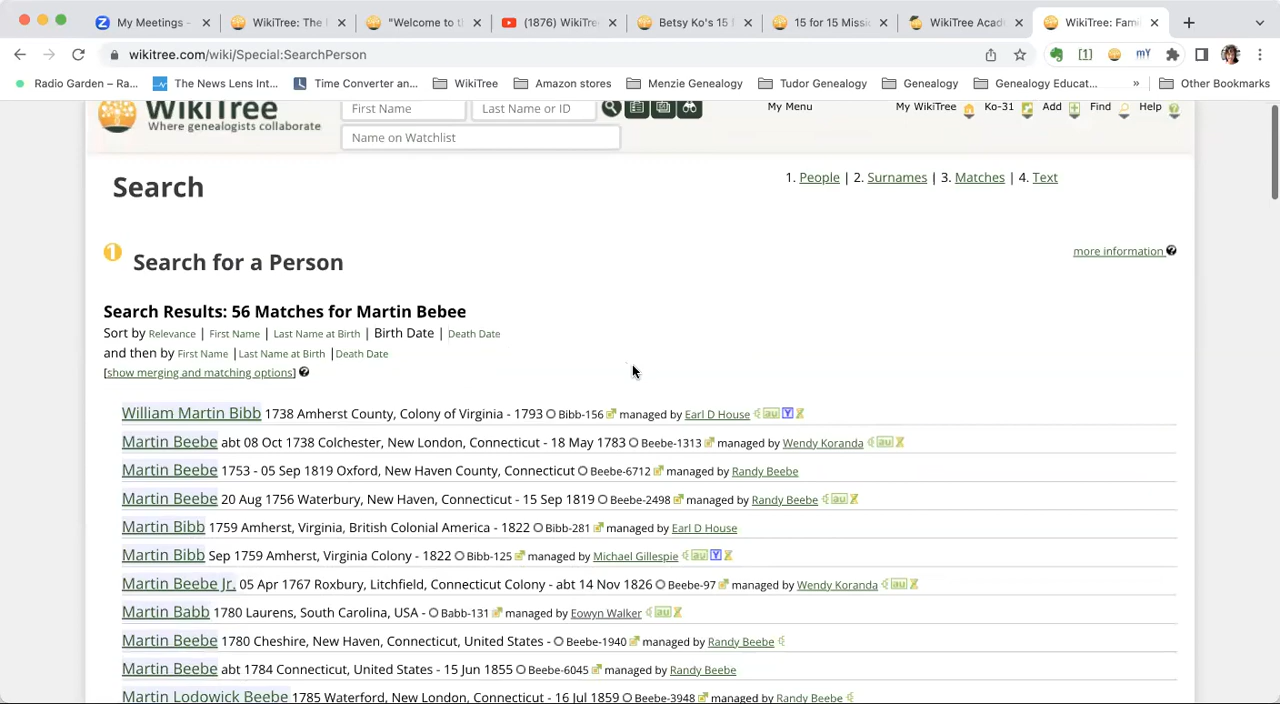 My Meetings - WikiTree: The "Welcome to t (1876) WikiTre Betsy Ko's 15 15 for 15 Missi WikiTree Acad WikiTree: Fami
wikitree.com/wiki/Special:SearchPerson
Radio Garden – Ra... The News Lens Int... Time Converter an... WikiTree Amazon stores Menzie Genealogy Tudor Genealogy Genealogy Genealogy Educat... » Other Bookmarks
WikiTree First Name Last Name or ID My Menu My WikiTree Ko-31 Add Find Help
Where genealogists collaborate
Name on Watchlist
Search 1. People | 2. Surnames | 3. Matches | 4. Text
1 Search for a Person more information
Search Results: 56 Matches for Martin Bebee
Sort by Relevance | First Name | Last Name at Birth | Birth Date | Death Date
and then by First Name |Last Name at Birth |Death Date
[show merging and matching options]
William Martin Bibb 1738 Amherst County, Colony of Virginia - 1793 Bibb-156 managed by Earl D House au Y
Martin Beebe abt 08 Oct 1738 Colchester, New London, Connecticut - 18 May 1783 Beebe-1313 managed by Wendy Koranda au
Martin Beebe 1753 - 05 Sep 1819 Oxford, New Haven County, Connecticut Beebe-6712 managed by Randy Beebe
Martin Beebe 20 Aug 1756 Waterbury, New Haven, Connecticut - 15 Sep 1819 Beebe-2498 managed by Randy Beebe au
Martin Bibb 1759 Amherst, Virginia, British Colonial America - 1822 Bibb-281 managed by Earl D House
Martin Bibb Sep 1759 Amherst, Virginia Colony - 1822 Bibb-125 managed by Michael Gillespie au Y
Martin Beebe Jr. 05 Apr 1767 Roxbury, Litchfield, Connecticut Colony - abt 14 Nov 1826 Beebe-97 managed by Wendy Koranda au
Martin Babb 1780 Laurens, South Carolina, USA - Babb-131 managed by Eowyn Walker au
Martin Beebe 1780 Cheshire, New Haven, Connecticut, United States - Beebe-1940 managed by Randy Beebe
Martin Beebe abt 1784 Connecticut, United States - 15 Jun 1855 Beebe-6045 managed by Randy Beebe
Martin Lodowick Beebe 1785 Waterford, New London, Connecticut - 16 Jul 1859 Beebe-3948 managed by Randy Beebe